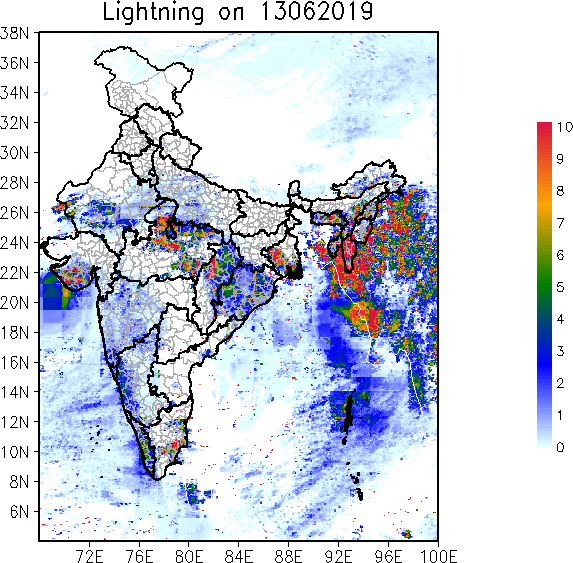 Lightning on 13062019
38N
36N
34N
32N
30N
28N
26N
24N
22N
20N
18N
16N
14N
12N
10N
8N
6N
72E 76E 80E 84E 88E 92E 96E 100E
10
9
8
7
6
5
4
3
2
1
0